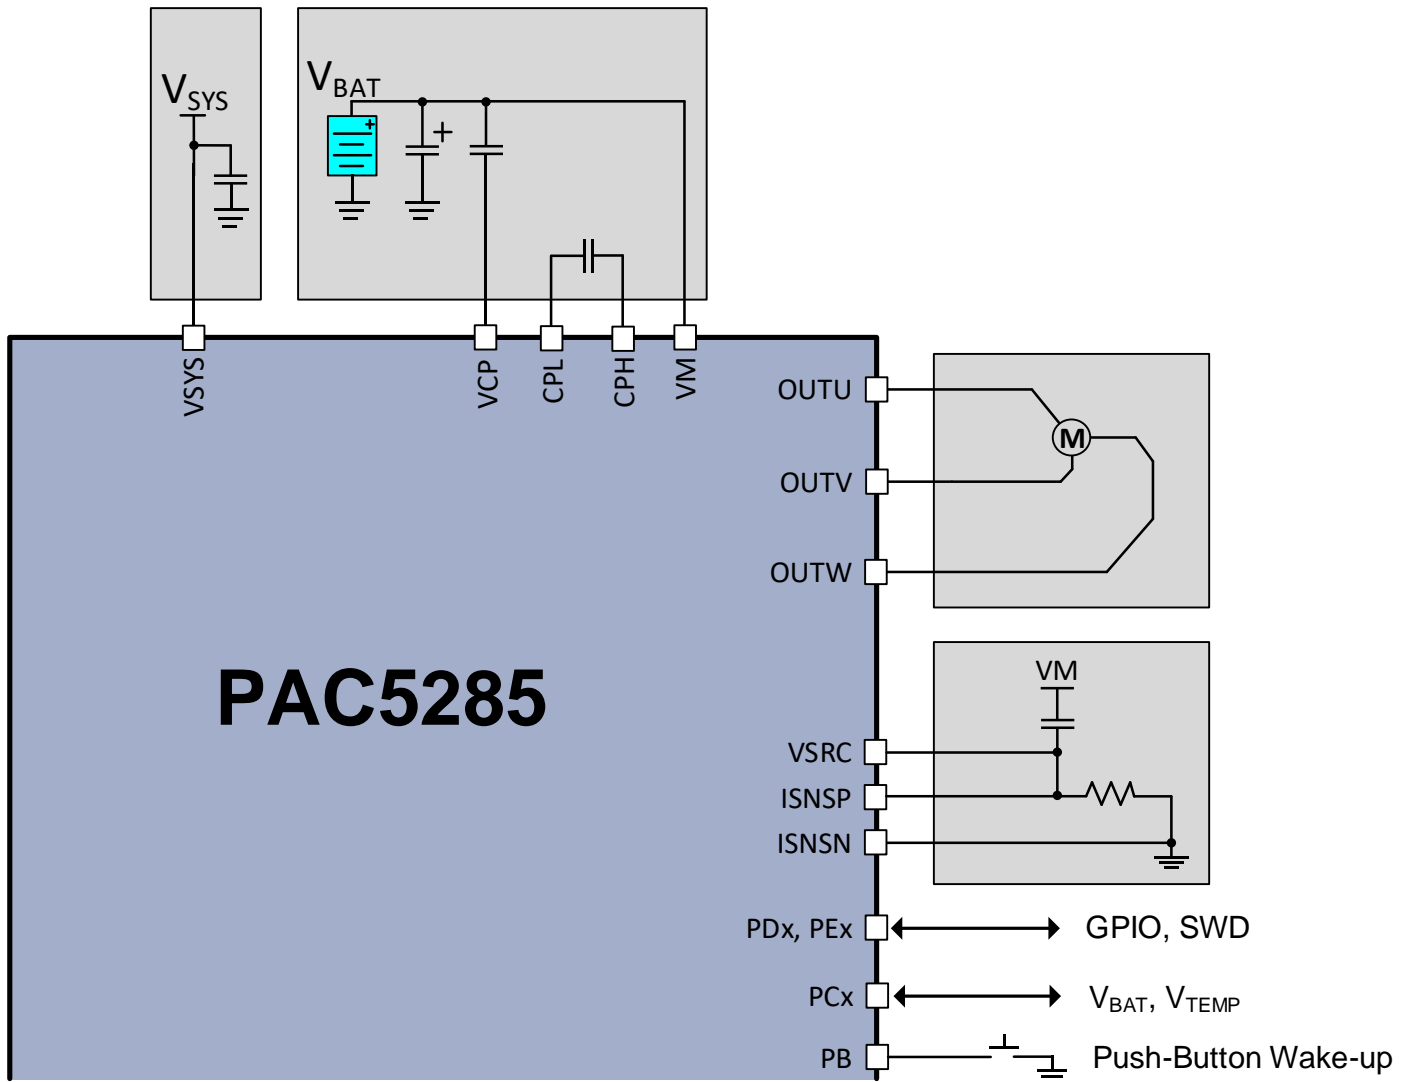 VSYS
VBAT
+
+
VSYS
VCP
CPL
CPH
VM
OUTU
M
OUTV
OUTW
PAC5285
VM
VSRC
ISNSP
ISNSN
PDx, PEx
GPIO, SWD
PCx
VBAT, VTEMP
PB
Push-Button Wake-up